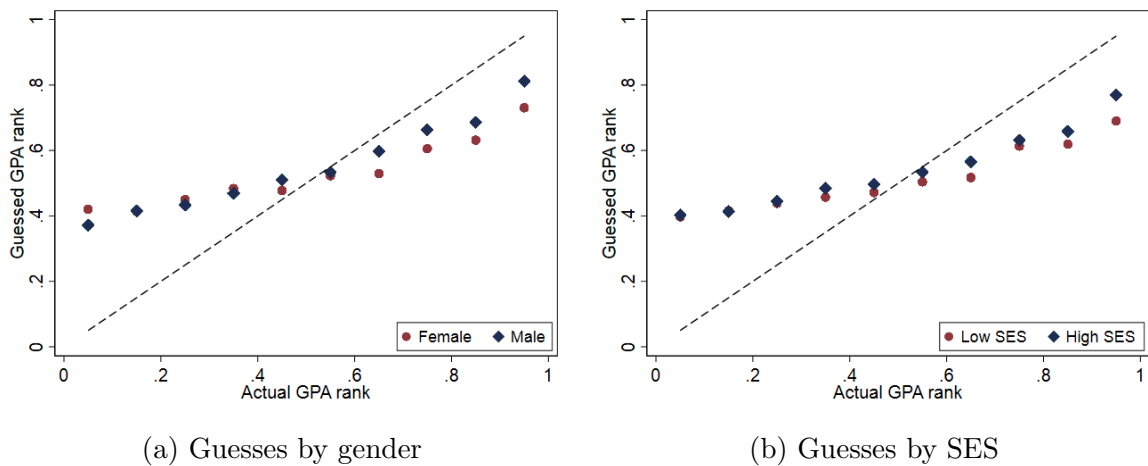 Guessed GPA rank
0 .2 .4 .6 .8 1
0 .2 .4 .6 .8 1
Actual GPA rank
Female Male
(a) Guesses by gender
Guessed GPA rank
0 .2 .4 .6 .8 1
0 .2 .4 .6 .8 1
Actual GPA rank
Low SES High SES
(b) Guesses by SES